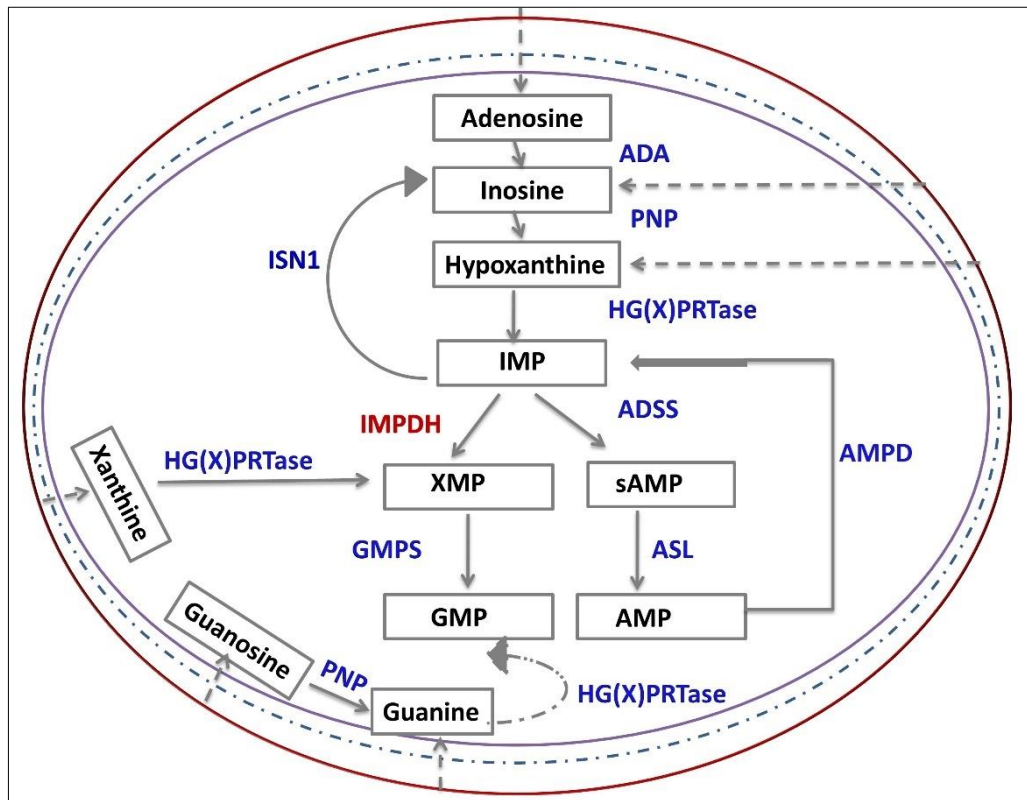 Adenosine
ADA
Inosine
PNP
ISN1
Hypoxanthine
HG(X)PRTase
IMP
IMPDH
ADSS
AMPD
Xanthine
HG(X)PRTase
XMP
sAMP
GMPS
ASL
Guanosine
GMP
AMP
PNP
HG(X)PRTase
Guanine